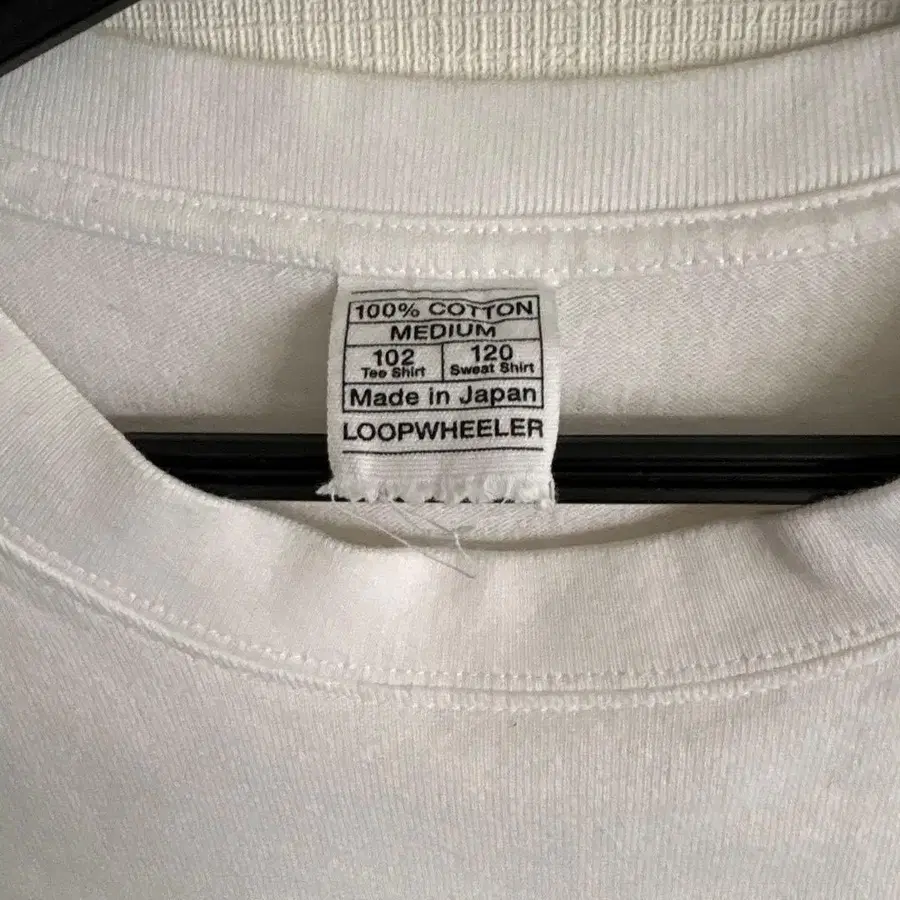 100% COTTON
MEDIUM
102 120
Tee Shirt Sweat Shirt
Made in Japan
LOOPWHEELER